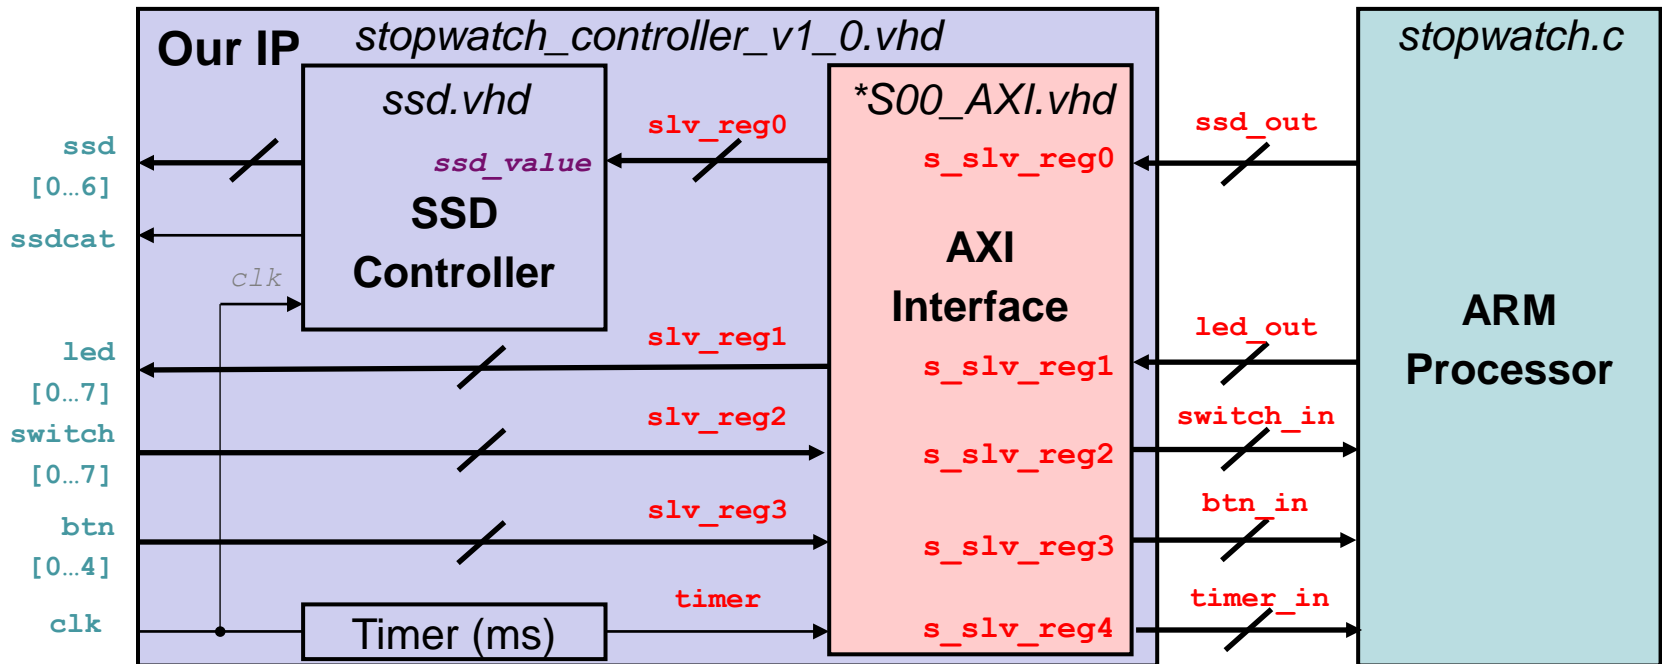 Our IP
stopwatch_controller_v1_0.vhd
stopwatch.c
ssd.vhd
*S00_AXI.vhd
ssd
[0…6]
ssdcat
slv_reg0
ssd_value
SSD
Controller
clk
s_slv_reg0
ssd_out
AXI
Interface
ARM
Processor
led
[0…7]
slv_reg1
s_slv_reg1
led_out
switch
[0…7]
slv_reg2
s_slv_reg2
switch_in
btn
[0…4]
slv_reg3
s_slv_reg3
btn_in
clk
Timer (ms)
timer
s_slv_reg4
timer_in